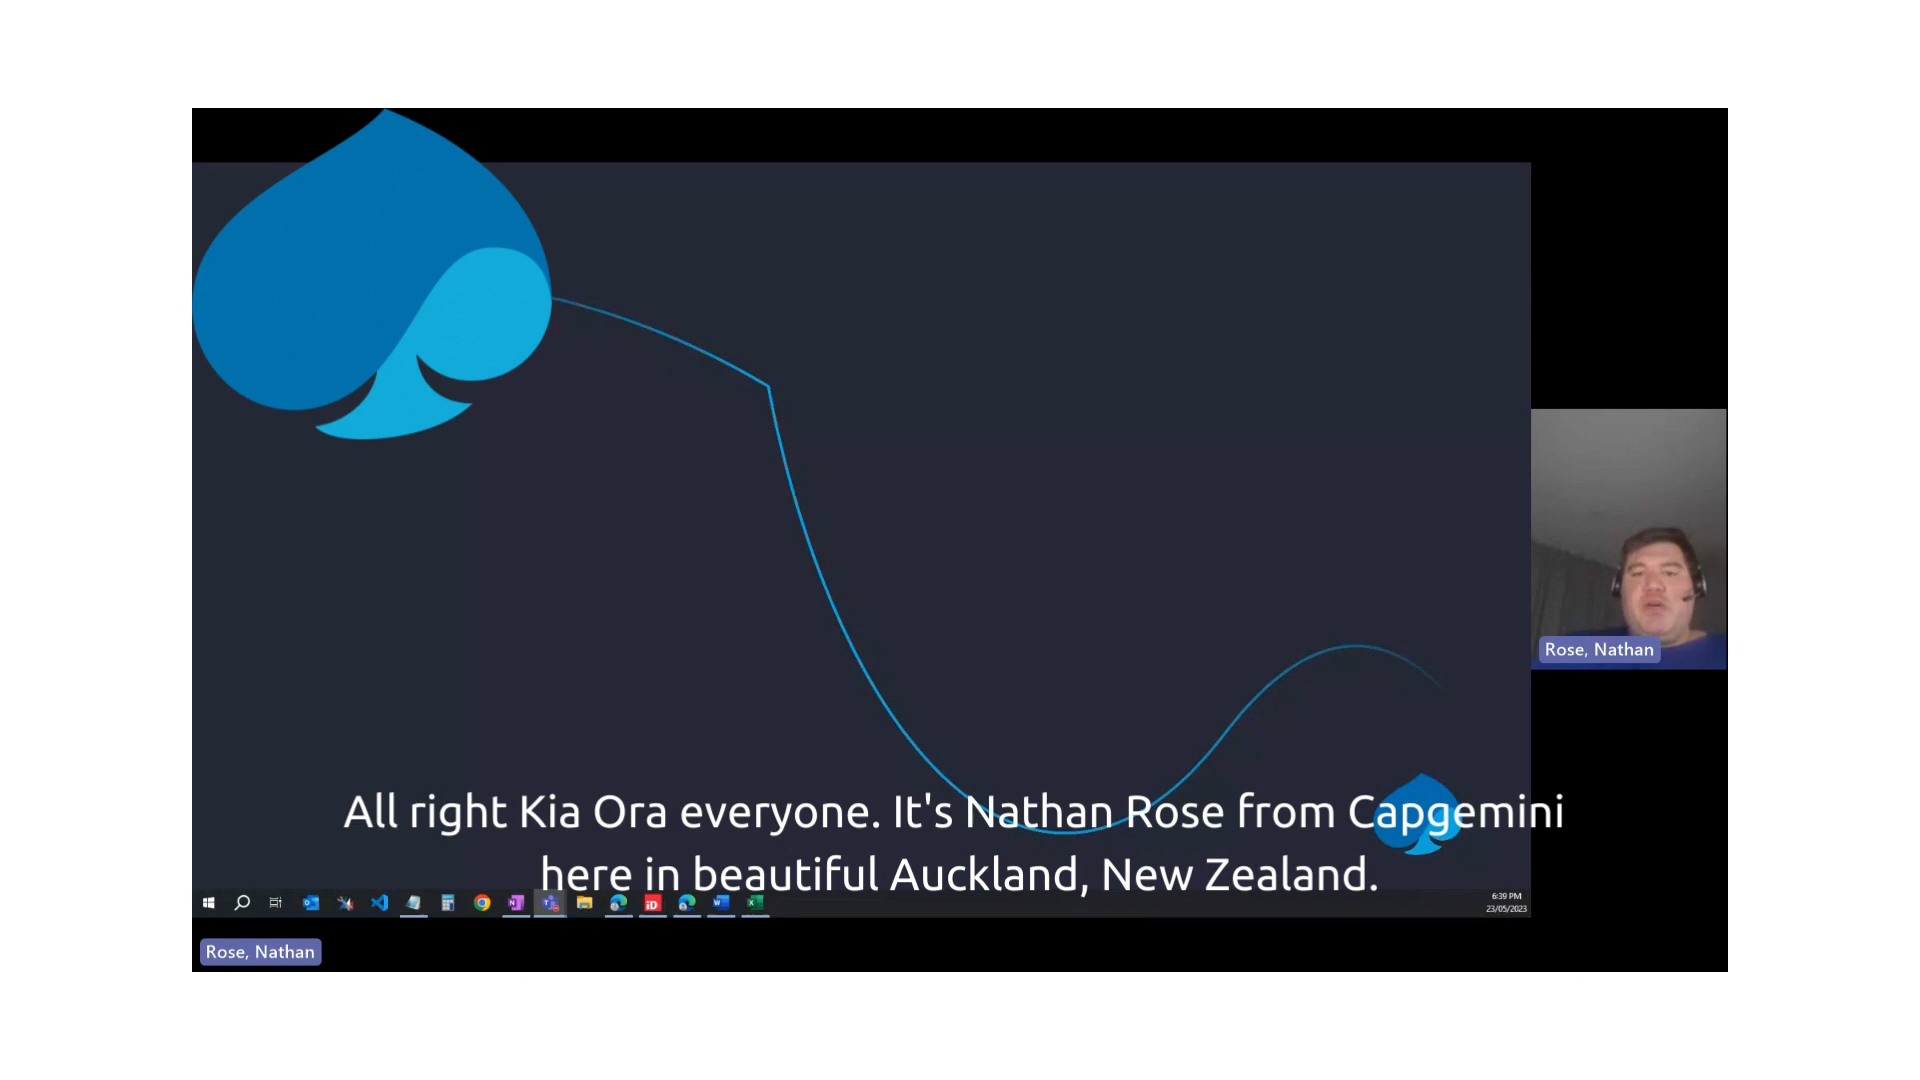 Rose, Nathan
All right Kia Ora everyone. It's Nathan Rose from Capgemini
here in beautiful Auckland, New Zealand.
6:39 PM
23/05/2023
iD
Rose, Nathan